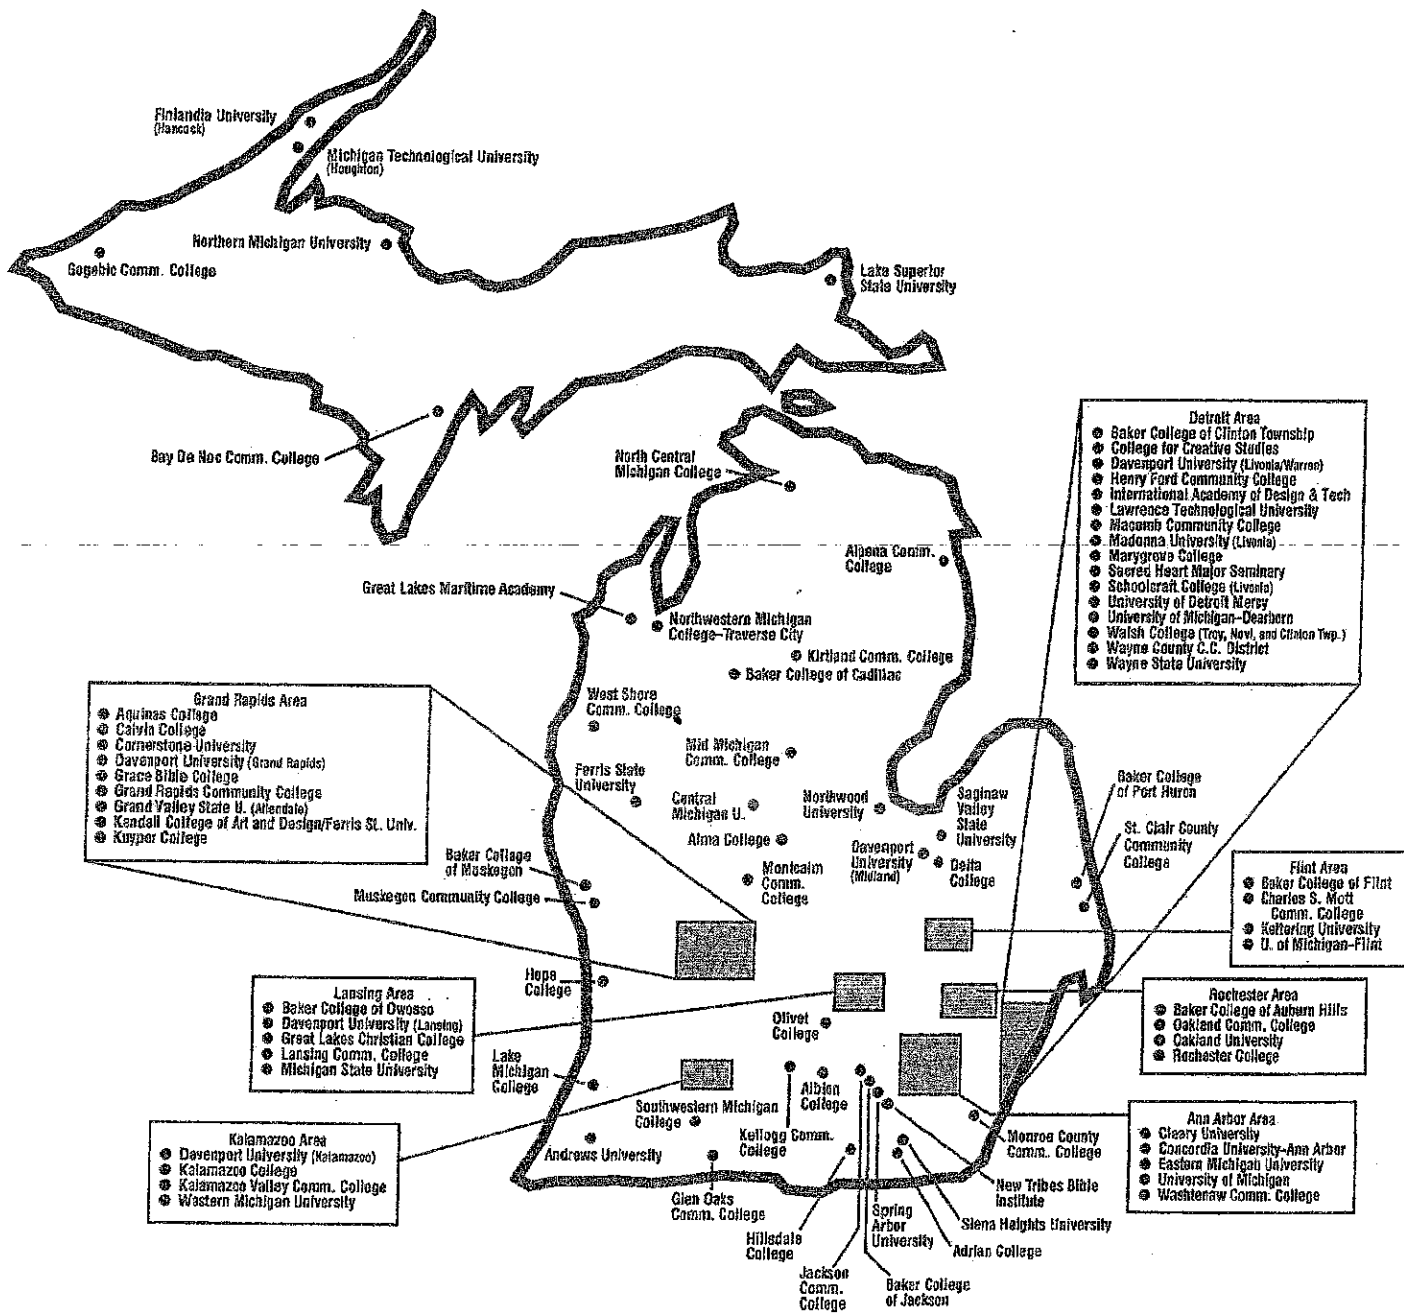 Finlandia University
(Hancock)
Michigan Technological University
(Houghton)
Northern Michigan University
Gogebic Comm. College
Lake Superior
State University
Bay De Noc Comm. College
North Central
Michigan College
Alpena Comm.
College
Great Lakes Maritime Academy
Northwestern Michigan
College–Traverse City
Kirtland Comm. College
Baker College of Cadillac
West Shore
Comm. College
Mid Michigan
Comm. College
Ferris State
University
Central
Michigan U.
Northwood
University
Saginaw
Valley
State
University
Alma College
Davenport
University
(Midland)
Delta
College
Montcalm
Comm.
College
Baker College
of Port Huron
St. Clair County
Community
College
Baker College
of Muskegon
Muskegon Community College
Hope
College
Olivet
College
Lake
Michigan
College
Albion
College
Southwestern Michigan
College
Kellogg Comm.
College
Andrews University
Glen Oaks
Comm. College
Hillsdale
College
Jackson
Comm.
College
Baker College
of Jackson
Spring
Arbor
University
Adrian College
Siena Heights University
New Tribes Bible
Institute
Monroe County
Comm. College
Detroit Area
Baker College of Clinton Township
College for Creative Studies
Davenport University (Livonia/Warren)
Henry Ford Community College
International Academy of Design & Tech
Lawrence Technological University
Macomb Community College
Madonna University (Livonia)
Marygrove College
Sacred Heart Major Seminary
Schoolcraft College (Livonia)
University of Detroit Mercy
University of Michigan–Dearborn
Walsh College (Troy, Novi, and Clinton Twp.)
Wayne County C.C. District
Wayne State University
Grand Rapids Area
Aquinas College
Calvin College
Cornerstone University
Davenport University (Grand Rapids)
Grace Bible College
Grand Rapids Community College
Grand Valley State U. (Allendale)
Kendall College of Art and Design/Ferris St. Univ.
Kuyper College
Flint Area
Baker College of Flint
Charles S. Mott
Comm. College
Kettering University
U. of Michigan–Flint
Lansing Area
Baker College of Owosso
Davenport University (Lansing)
Great Lakes Christian College
Lansing Comm. College
Michigan State University
Rochester Area
Baker College of Auburn Hills
Oakland Comm. College
Oakland University
Rochester College
Kalamazoo Area
Davenport University (Kalamazoo)
Kalamazoo College
Kalamazoo Valley Comm. College
Western Michigan University
Ann Arbor Area
Cleary University
Concordia University–Ann Arbor
Eastern Michigan University
University of Michigan
Washtenaw Comm. College